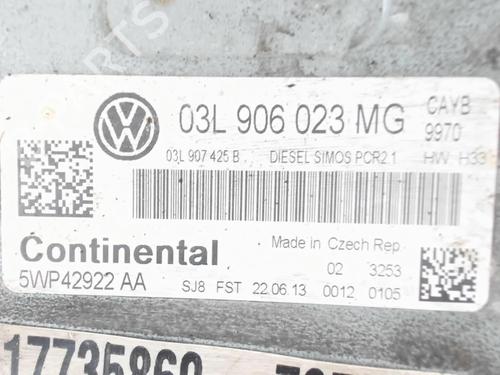 03L 906 023 MG CAYB
9970
03L 907 425 B DIESEL SIMOS PCR2.1 HW H33
Continental Made in Czech Rep
02 3253
5WP42922 AA SJ8 FST 22.06.13 0012 0105
17735860